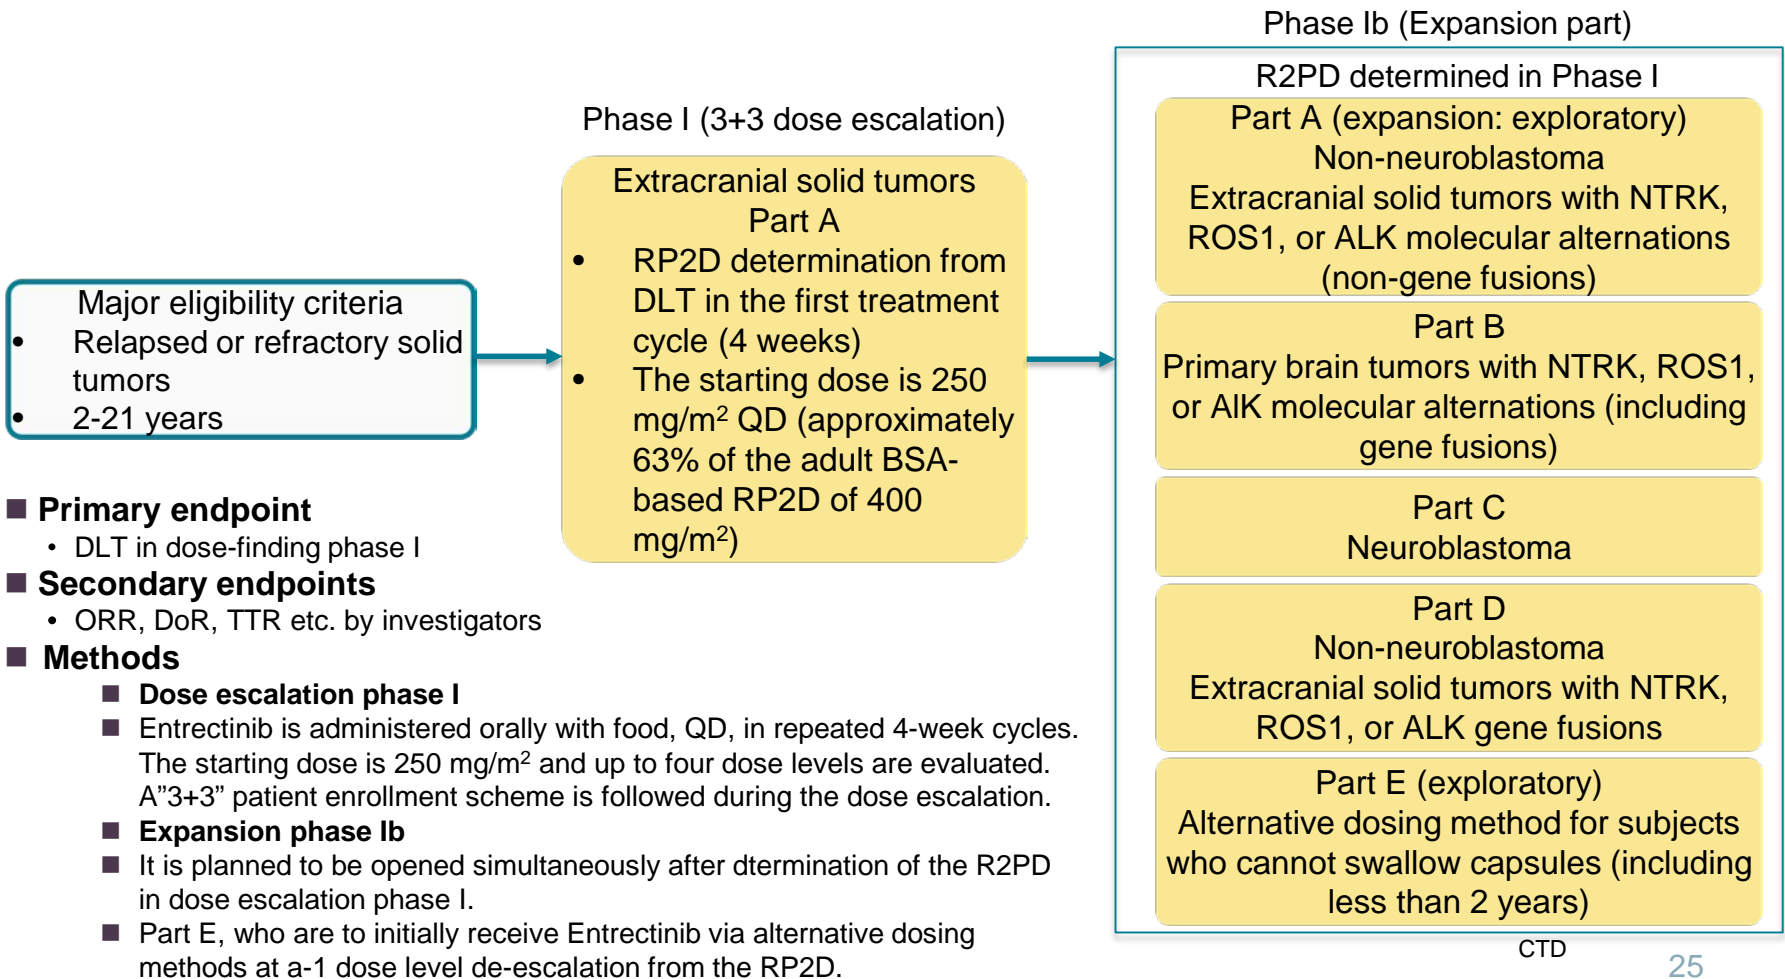 Phase Ib (Expansion part)
R2PD determined in Phase I
Part A (expansion: exploratory)
Non-neuroblastoma
Extracranial solid tumors with NTRK,
ROS1, or ALK molecular alternations
(non-gene fusions)
Part B
Primary brain tumors with NTRK, ROS1,
or AlK molecular alternations (including
gene fusions)
Part C
Neuroblastoma
Part D
Non-neuroblastoma
Extracranial solid tumors with NTRK,
ROS1, or ALK gene fusions
Part E (exploratory)
Alternative dosing method for subjects
who cannot swallow capsules (including
less than 2 years)
Phase I (3+3 dose escalation)
Extracranial solid tumors
Part A
• RP2D determination from
DLT in the first treatment
cycle (4 weeks)
• The starting dose is 250
mg/m² QD (approximately
63% of the adult BSA-
based RP2D of 400
mg/m²)
Major eligibility criteria
• Relapsed or refractory solid
tumors
• 2-21 years
■ Primary endpoint
• DLT in dose-finding phase I
■ Secondary endpoints
• ORR, DoR, TTR etc. by investigators
■ Methods
■ Dose escalation phase I
■ Entrectinib is administered orally with food, QD, in repeated 4-week cycles.
The starting dose is 250 mg/m² and up to four dose levels are evaluated.
A”3+3” patient enrollment scheme is followed during the dose escalation.
■ Expansion phase Ib
■ It is planned to be opened simultaneously after dtermination of the R2PD
in dose escalation phase I.
■ Part E, who are to initially receive Entrectinib via alternative dosing
methods at a-1 dose level de-escalation from the RP2D.
CTD
25